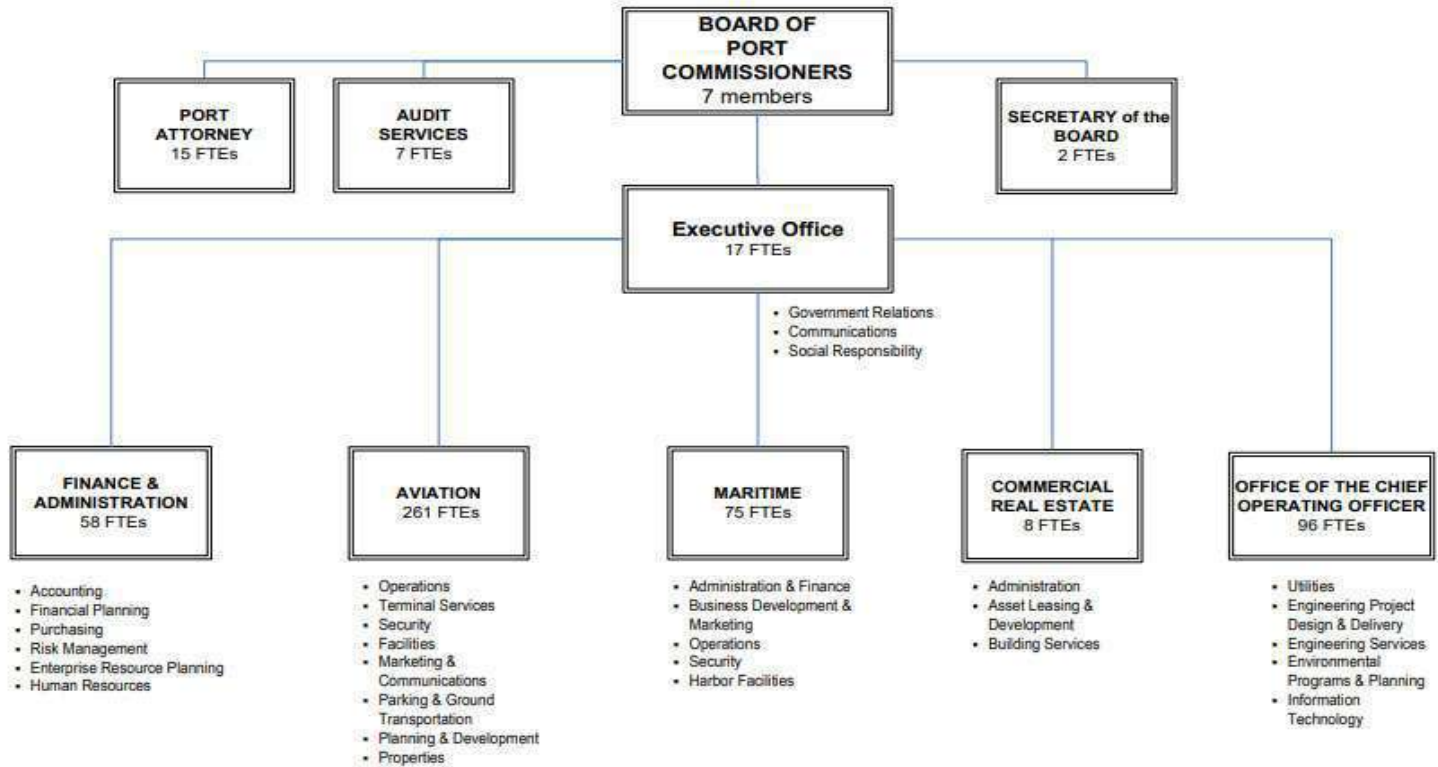 BOARD OF
PORT
COMMISSIONERS
7 members
PORT
ATTORNEY
15 FTEs
AUDIT
SERVICES
7 FTEs
SECRETARY of the
BOARD
2 FTEs
Executive Office
17 FTEs
▪ Government Relations
▪ Communications
▪ Social Responsibility
FINANCE &
ADMINISTRATION
58 FTEs
▪ Accounting
▪ Financial Planning
▪ Purchasing
▪ Risk Management
▪ Enterprise Resource Planning
▪ Human Resources
AVIATION
261 FTEs
▪ Operations
▪ Terminal Services
▪ Security
▪ Facilities
▪ Marketing &
Communications
▪ Parking & Ground
Transportation
▪ Planning & Development
▪ Properties
MARITIME
75 FTEs
▪ Administration & Finance
▪ Business Development &
Marketing
▪ Operations
▪ Security
▪ Harbor Facilities
COMMERCIAL
REAL ESTATE
8 FTEs
▪ Administration
▪ Asset Leasing &
Development
▪ Building Services
OFFICE OF THE CHIEF
OPERATING OFFICER
96 FTEs
▪ Utilities
▪ Engineering Project
Design & Delivery
▪ Engineering Services
▪ Environmental
Programs & Planning
▪ Information
Technology